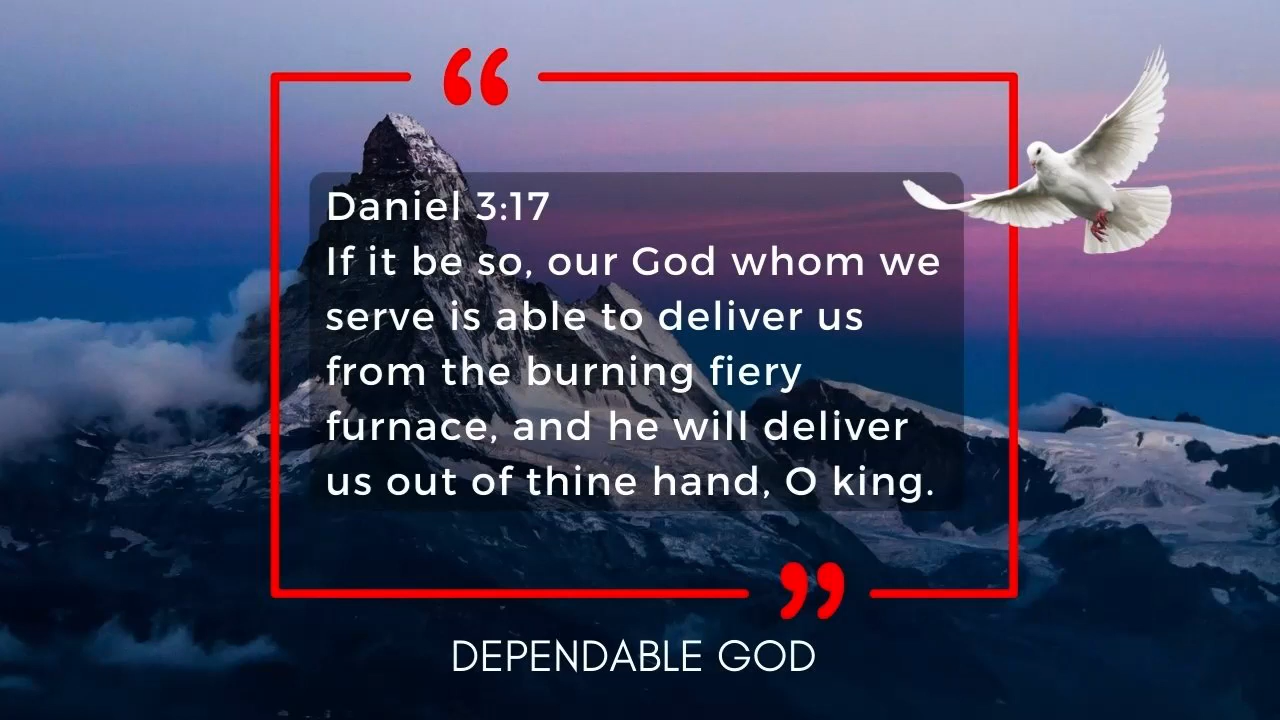 “
Daniel 3:17
If it be so, our God whom we
serve is able to deliver us
from the burning fiery
furnace, and he will deliver
us out of thine hand, O king.
”
DEPENDABLE GOD